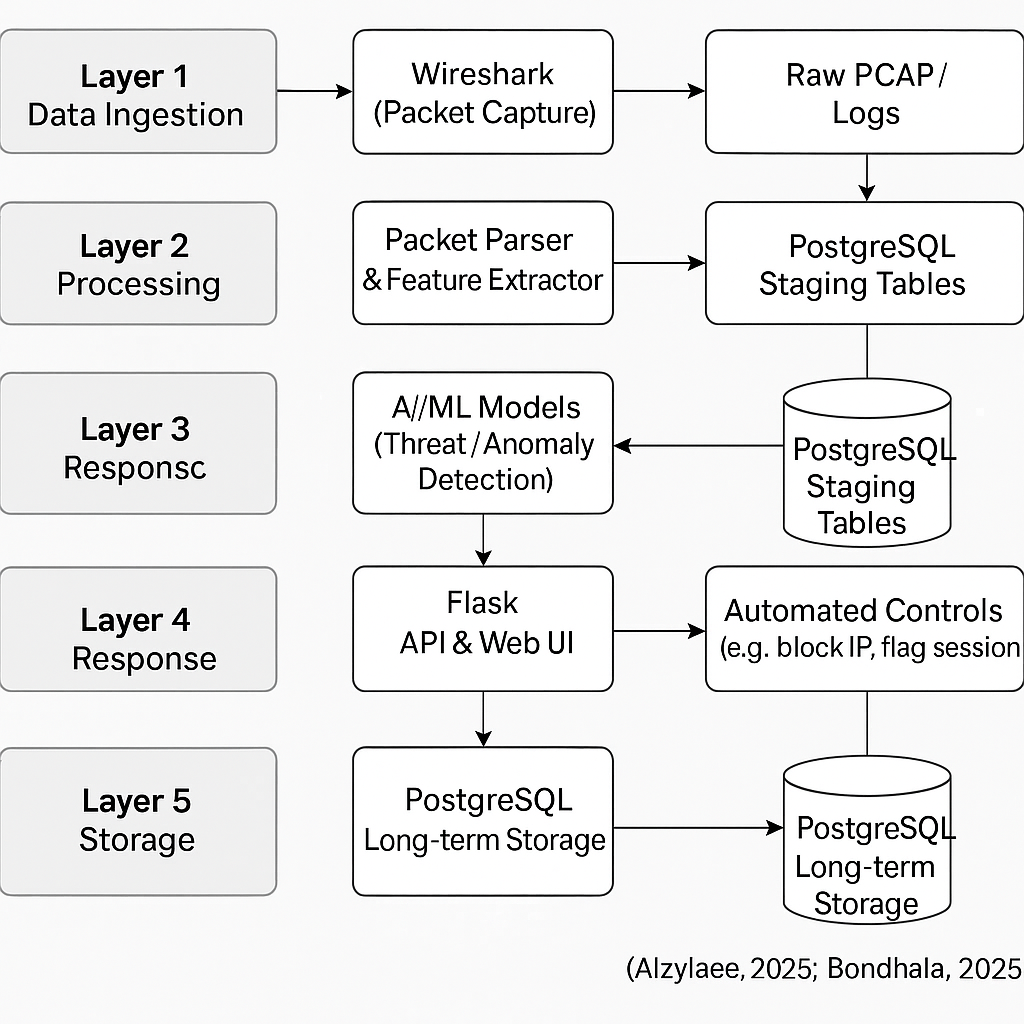 Layer 1
Data Ingestion
Wireshark
(Packet Capture)
Raw PCAP/
Logs
Layer 2
Processing
Packet Parser
& Feature Extractor
PostgreSQL
Staging Tables
Layer 3
Responsc
A//ML Models
(Threat/Anomaly
Detection)
PostgreSQL
Staging
Tables
Layer 4
Response
Flask
API & Web UI
Automated Controls
(e.g. block IP, flag session
Layer 5
Storage
PostgreSQL
Long-term Storage
PostgreSQL
Long-term
Storage
(Alzylaee, 2025; Bondhala, 2025